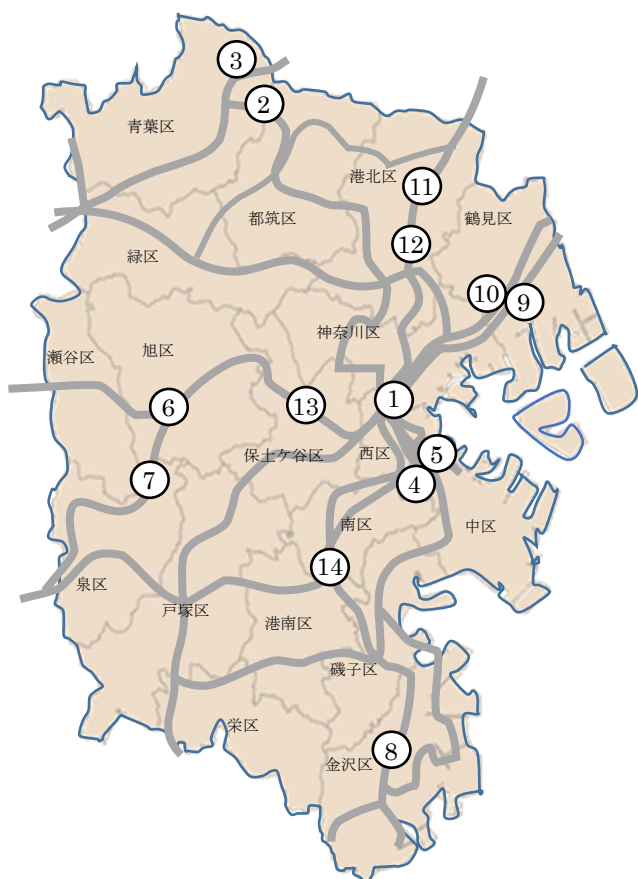 3
2
青葉区
港北区
11
都筑区
鶴見区
12
緑区
10
9
神奈川区
瀬谷区
旭区
1
6
13
保土ケ谷区
西区
5
7
4
南区
中区
14
泉区
戸塚区
港南区
磯子区
栄区
8
金沢区